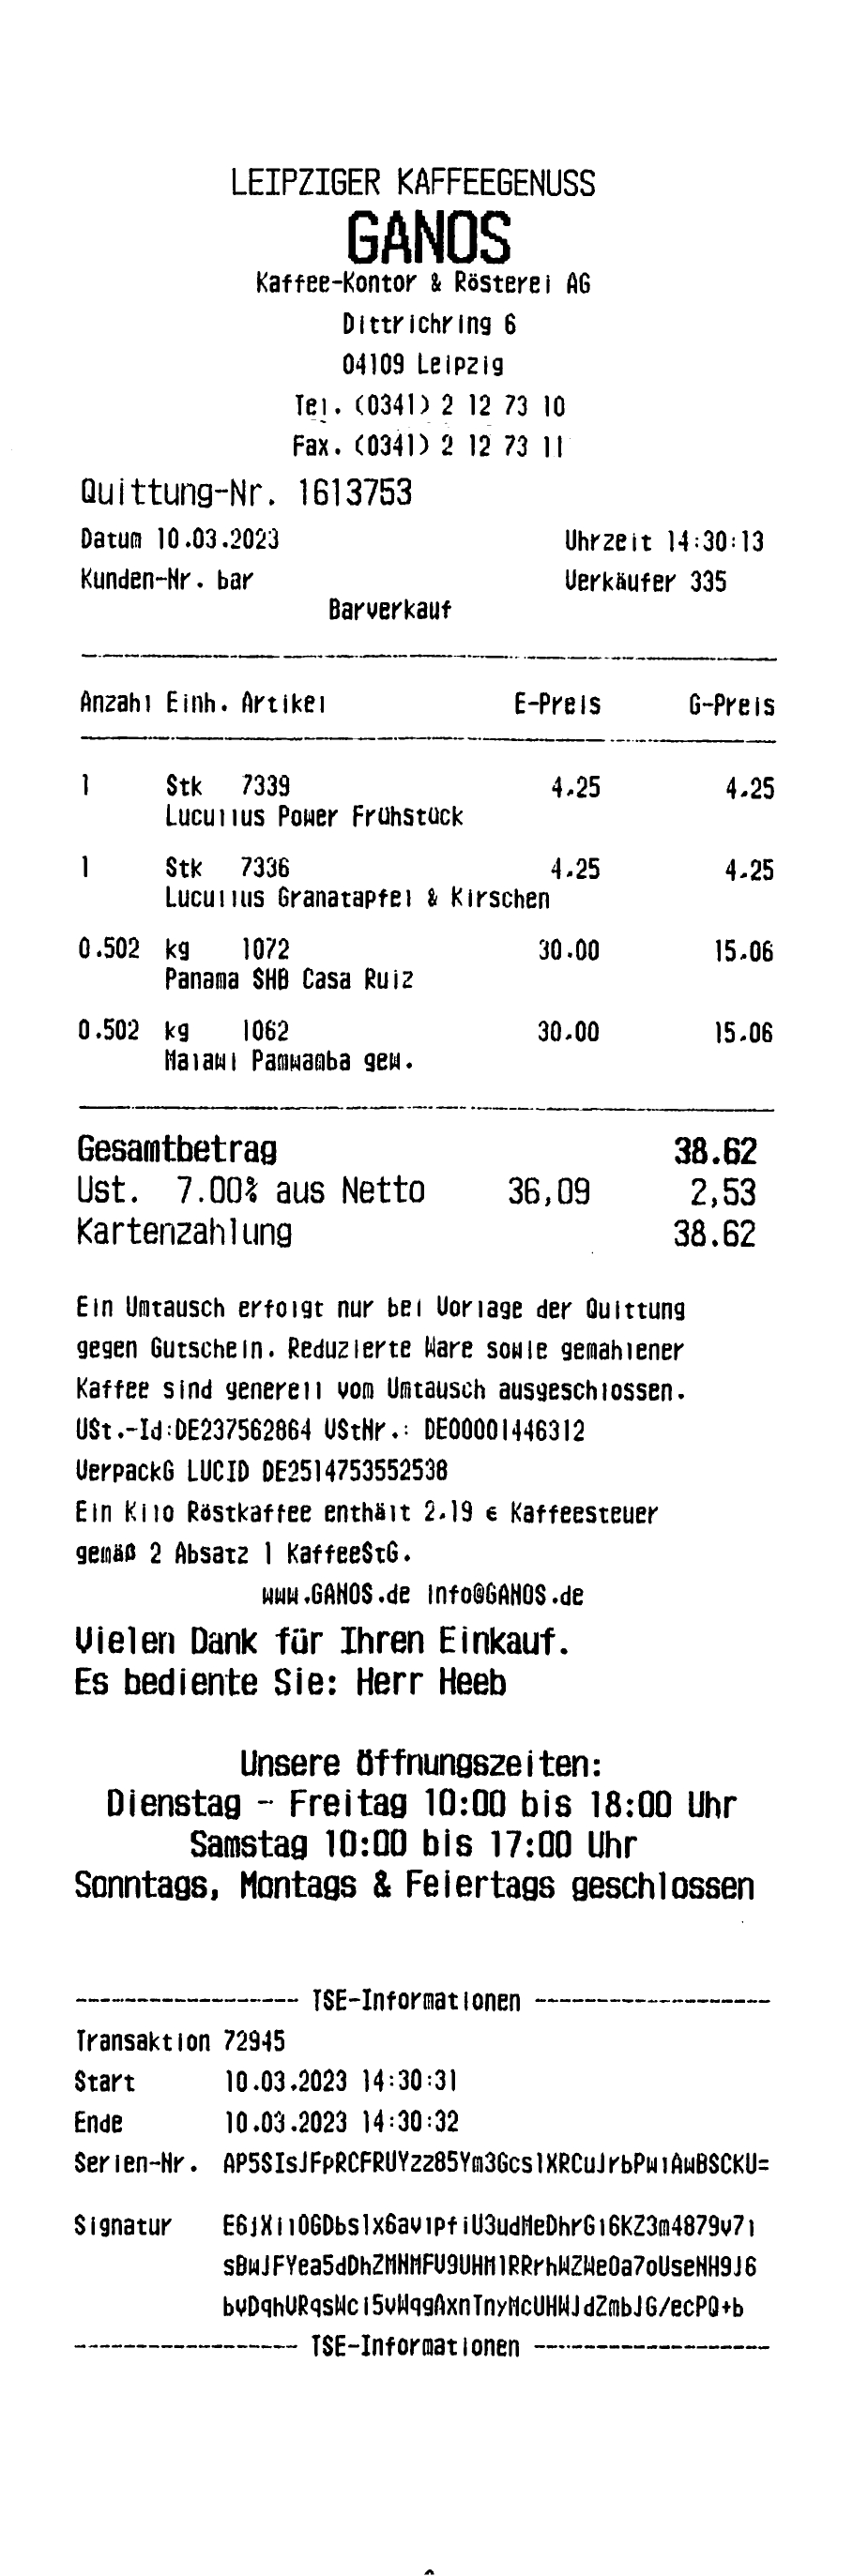 LEIPZIGER KAFFEEGENUSS
GANOS
Kaffee-Kontor & Rösterei AG
Dittrichring 6
04109 Leipzig
Tel. (0341) 2 12 73 10
Fax. (0341) 2 12 73 11
Quittung-Nr. 1613753
Datum 10.03.2023 Uhrzeit 14:30:13
Kunden-Nr. bar Verkäufer 335
Barverkauf
Anzahl Einh. Artikel E-Preis G-Preis
1 Stk 7339 4.25 4.25
Lucullus Power Frühstück
1 Stk 7336 4.25 4.25
Lucullus Granatapfel & Kirschen
0.502 kg 1072 30.00 15.06
Panama SHB Casa Ruiz
0.502 kg 1062 30.00 15.06
Malawi Pamwamba gew.
Gesamtbetrag 38.62
Ust. 7.00% aus Netto 36,09 2,53
Kartenzahlung 38.62
Ein Umtausch erfolgt nur bei Vorlage der Quittung
gegen Gutschein. Reduzierte Ware sowie gemahlener
Kaffee sind generell vom Umtausch ausgeschlossen.
USt.-Id:DE237562864 UStNr.: DE00001446312
VerpackG LUCID DE2514753552538
Ein Kilo Röstkaffee enthält 2.19 € Kaffeesteuer
gemäß 2 Absatz 1 KaffeeStG.
www.GANOS.de info@GANOS.de
Vielen Dank für Ihren Einkauf.
Es bediente Sie: Herr Heeb
Unsere Öffnungszeiten:
Dienstag - Freitag 10:00 bis 18:00 Uhr
Samstag 10:00 bis 17:00 Uhr
Sonntags, Montags & Feiertags geschlossen
TSE-Informationen
Transaktion 72945
Start 10.03.2023 14:30:31
Ende 10.03.2023 14:30:32
Serien-Nr.
Signatur
TSE-Informationen